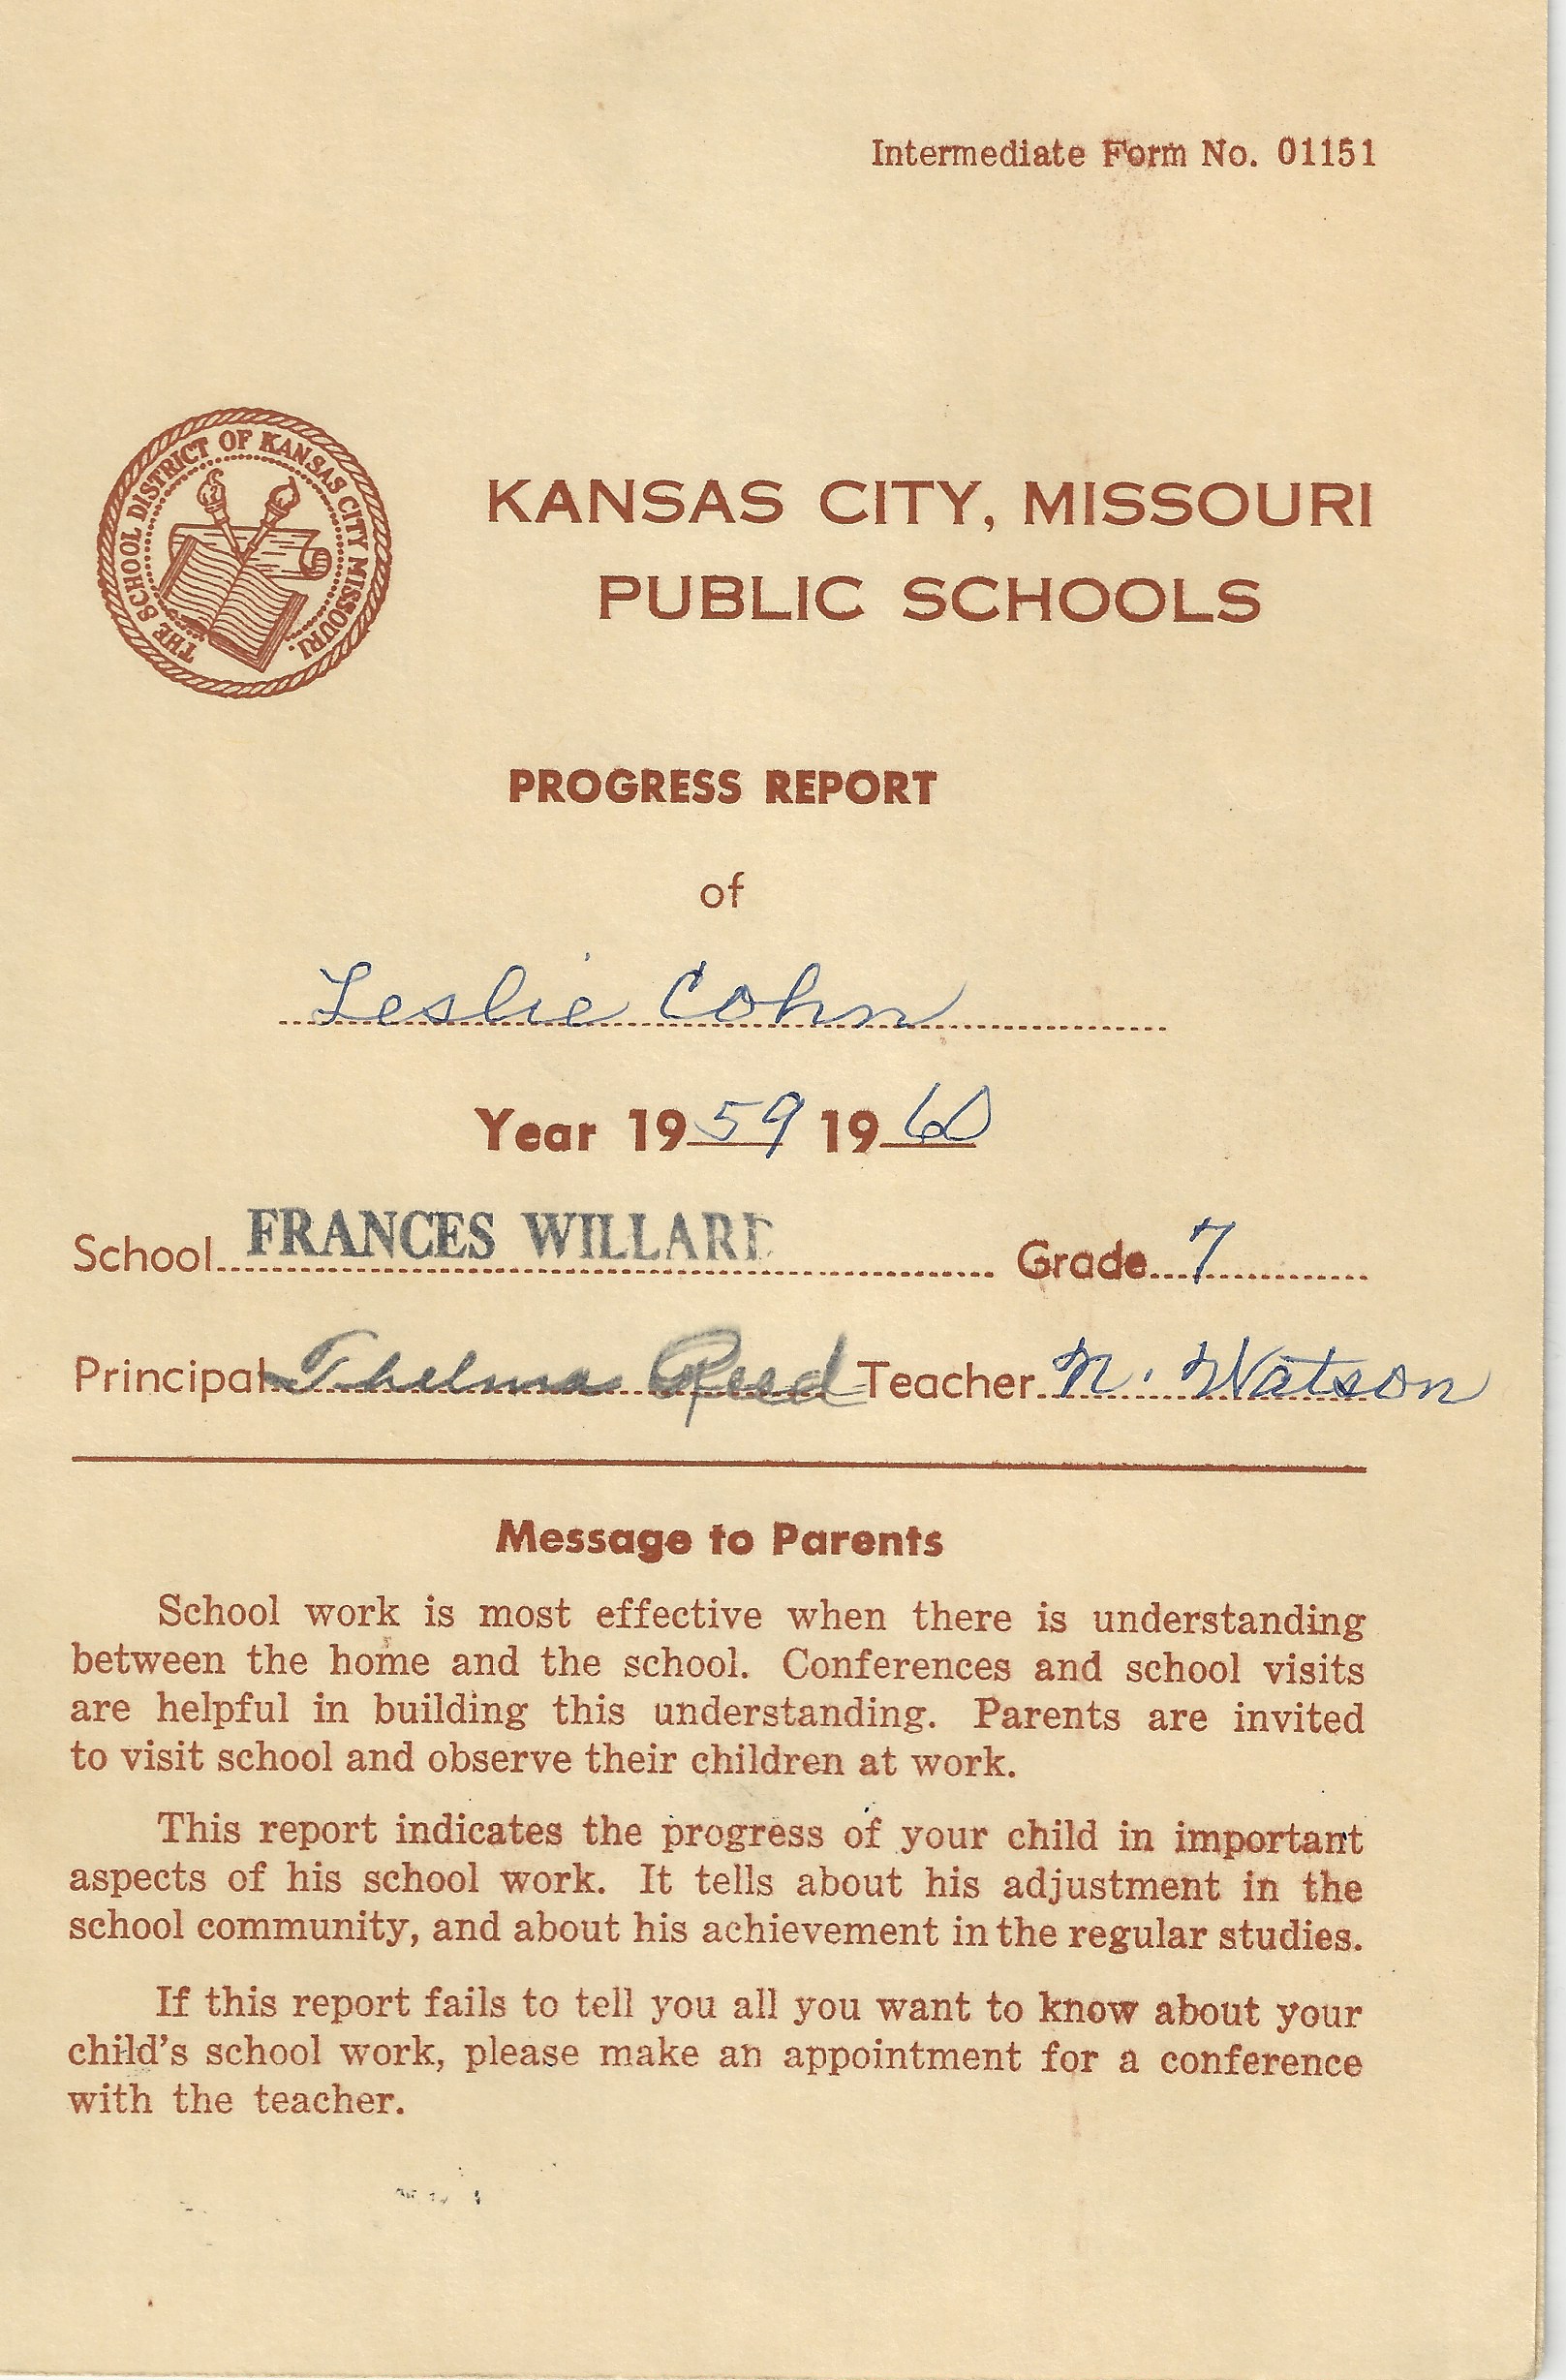 Intermediate Form No. 01151
THE SCHOOL DISTRICT OF KANSAS CITY MISSOURI.
KANSAS CITY, MISSOURI
PUBLIC SCHOOLS
PROGRESS REPORT
of
Leslie Cohn
Year 1959 1960
School FRANCES WILLARD Grade 7
Principal Thelma Reed Teacher N. Watson
Message to Parents
School work is most effective when there is understanding
between the home and the school. Conferences and school visits
are helpful in building this understanding. Parents are invited
to visit school and observe their children at work.
This report indicates the progress of your child in important
aspects of his school work. It tells about his adjustment in the
school community, and about his achievement in the regular studies.
If this report fails to tell you all you want to know about your
child's school work, please make an appointment for a conference
with the teacher.